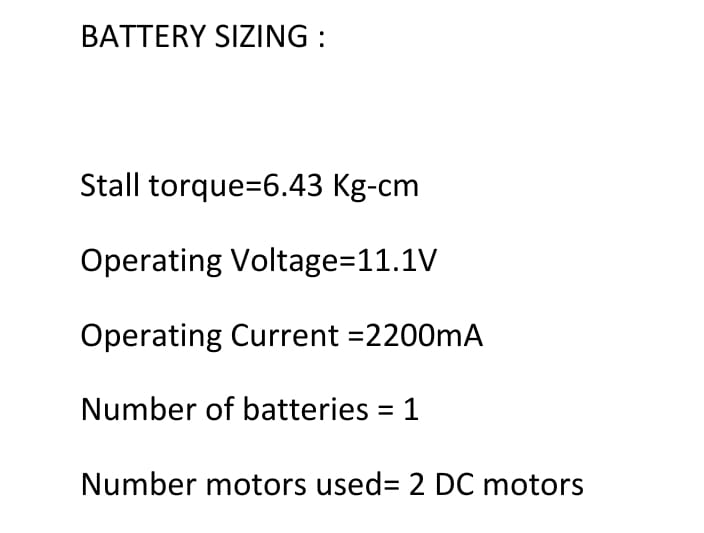 BATTERY SIZING :
Stall torque=6.43 Kg-cm
Operating Voltage=11.1V
Operating Current =2200mA
Number of batteries = 1
Number motors used= 2 DC motors